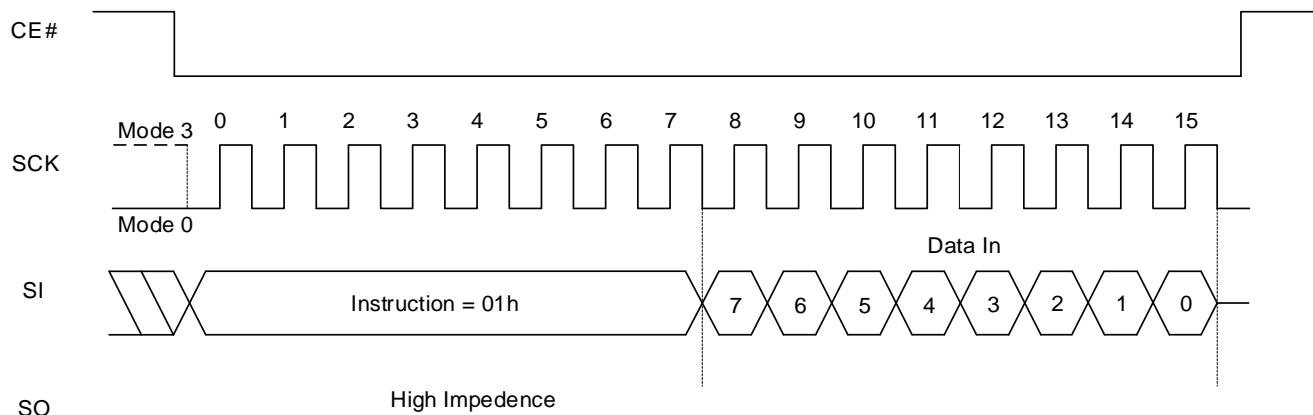 CE#
0 1 2 3 4 5 6 7 8 9 10 11 12 13 14 15
Mode 3
SCK
Mode 0
Data In
SI
Instruction = 01h
7 6 5 4 3 2 1 0
High Impedence
SO